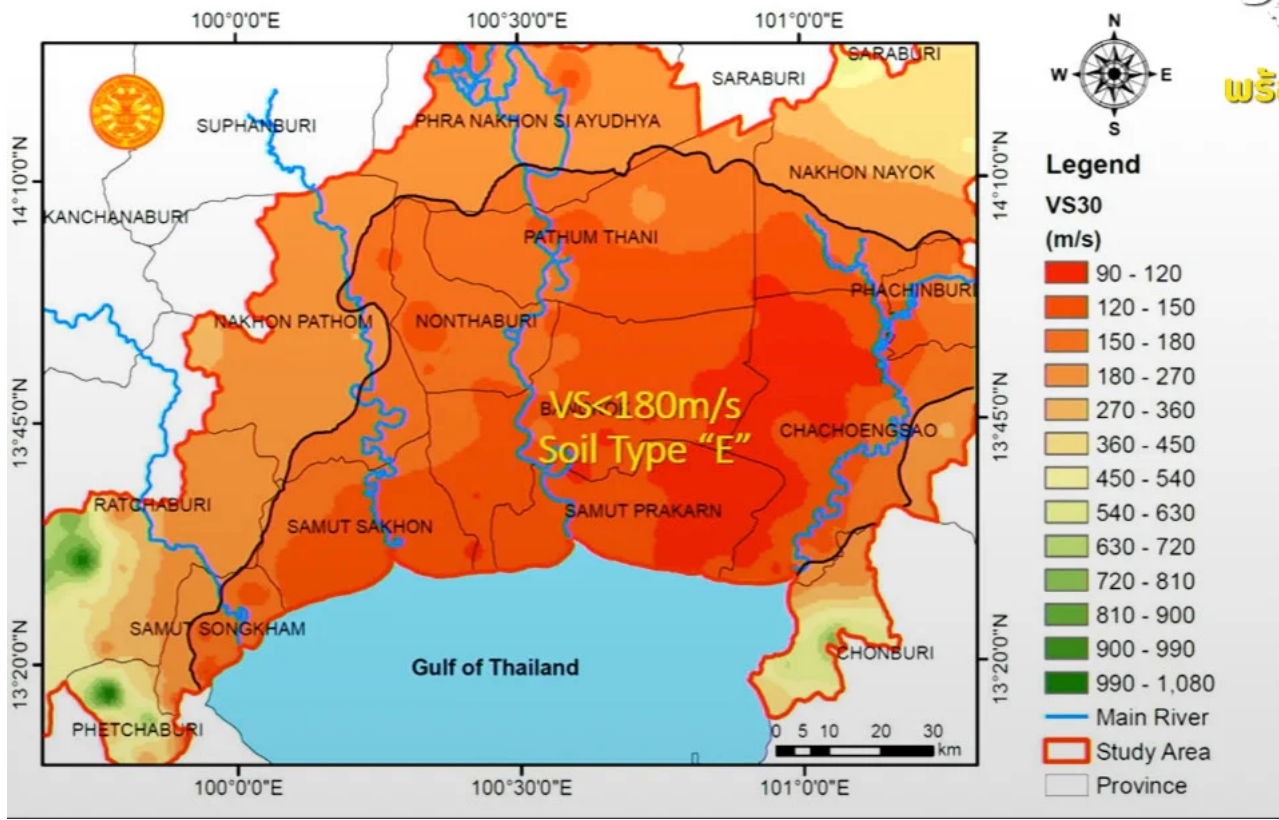 100°0'0"E
100°30'0"E
101°0'0"E
N
W
E
S
พริ
SARABURI
SARABURI
SUPHANBURI
PHRA NAKHON SI AYUDHYA
NAKHON NAYOK
14°10'0"N
14°10'0"N
KANCHANABURI
PATHUM THANI
PHACHINBURI
NAKHON PATHOM
NONTHABURI
VS<180m/s
Soil Type “E”
CHACHOENGSAO
13°45'0"N
13°45'0"N
RATCHABURI
SAMUT SAKHON
SAMUT PRAKARN
SAMUT SONGKHAM
CHONBURI
13°20'0"N
13°20'0"N
Gulf of Thailand
PHETCHABURI
0 5 10 20 30
km
100°0'0"E
100°30'0"E
101°0'0"E
Legend
VS30
(m/s)
90 - 120
120 - 150
150 - 180
180 - 270
270 - 360
360 - 450
450 - 540
540 - 630
630 - 720
720 - 810
810 - 900
900 - 990
990 - 1,080
Main River
Study Area
Province